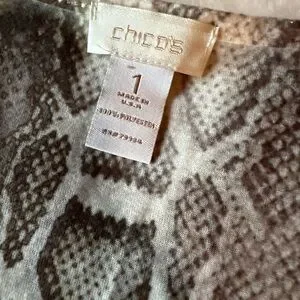 chico's
1
MADE IN
U.S.A
100% POLYESTER